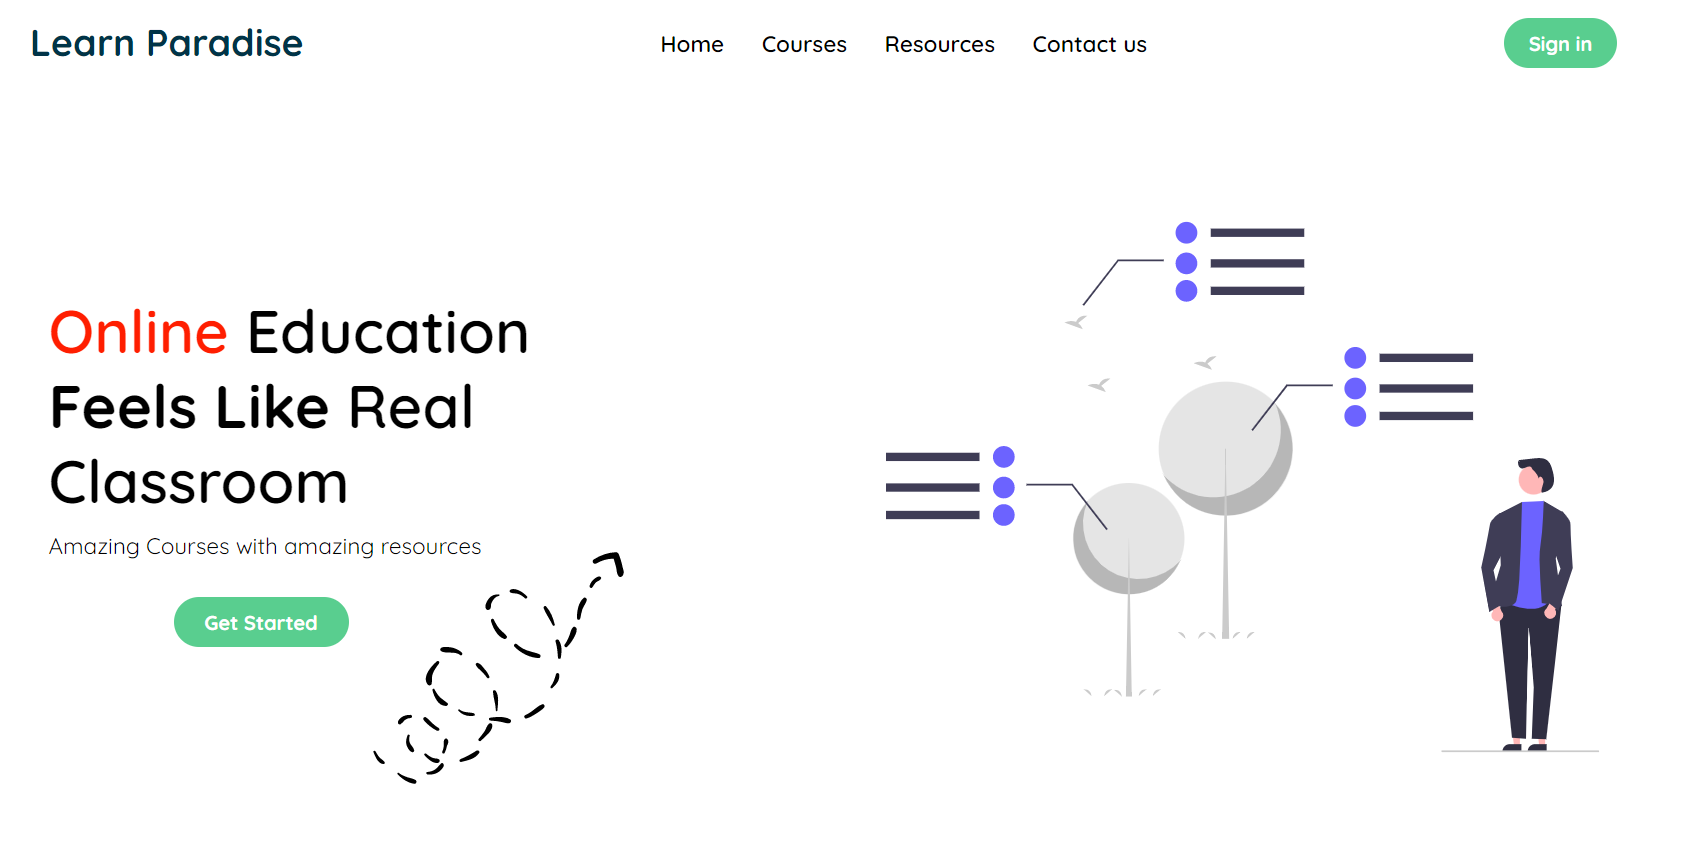 Learn Paradise
Home Courses Resources Contact us
Sign in
Online Education
Feels Like Real
Classroom
Amazing Courses with amazing resources
Get Started